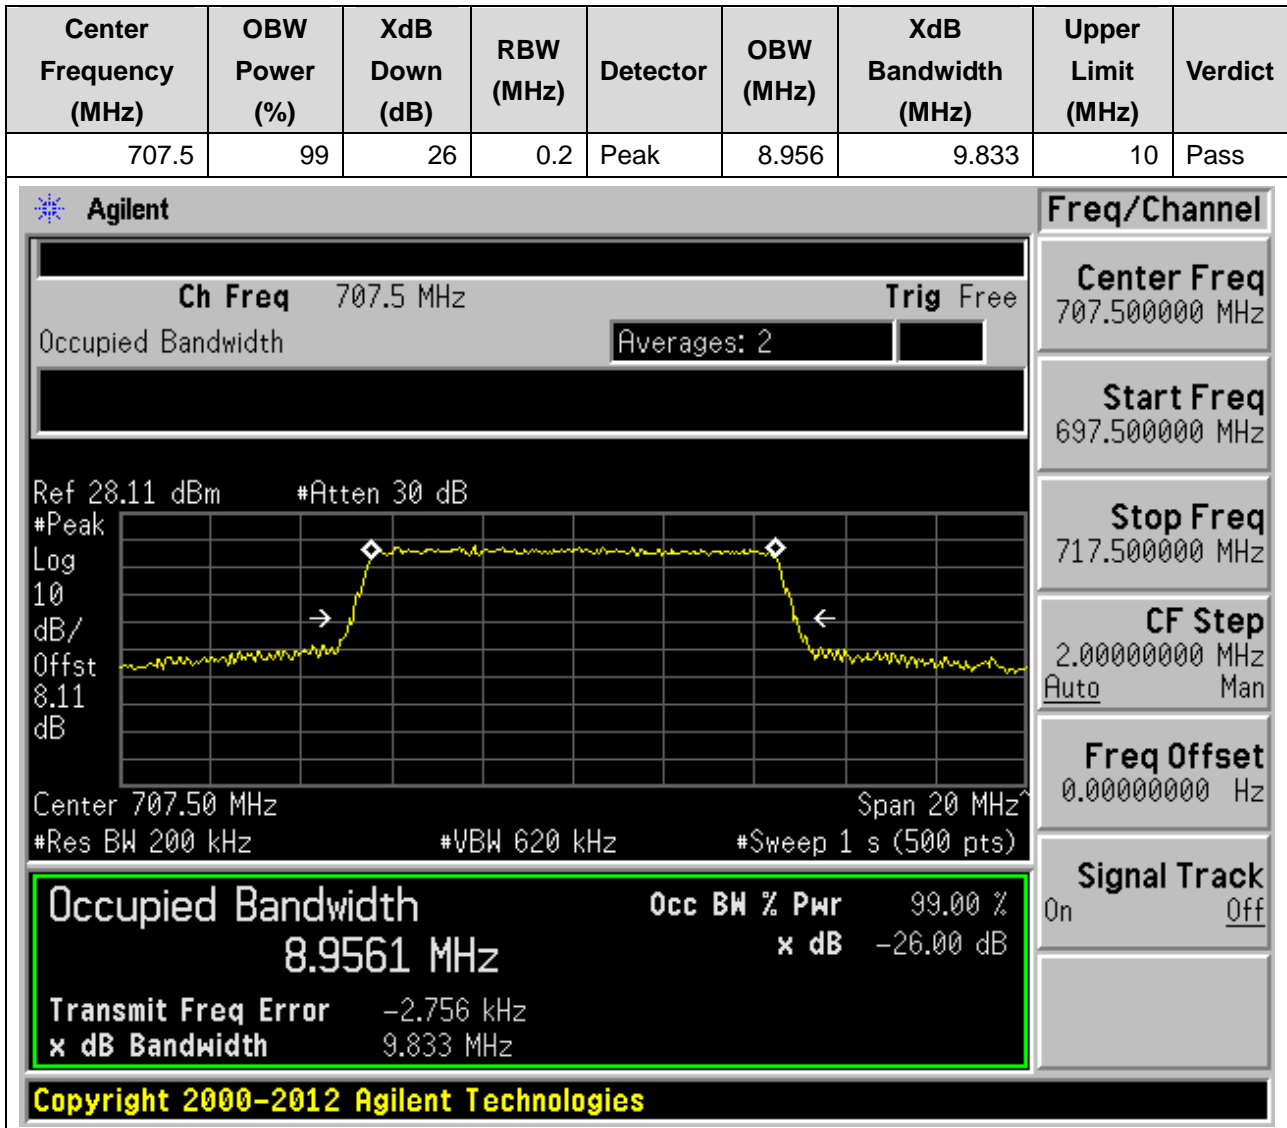 Center Frequency (MHz) OBW Power (%) XdB Down (dB) RBW (MHz) Detector OBW (MHz) XdB Bandwidth (MHz) Upper Limit (MHz) Verdict
707.5 99 26 0.2 Peak 8.956 9.833 10 Pass
Agilent
Freq/Channel
Ch Freq 707.5 MHz Trig Free
Occupied Bandwidth Averages: 2
Center Freq
707.500000 MHz
Start Freq
697.500000 MHz
Stop Freq
717.500000 MHz
CF Step
2.00000000 MHz
Auto Man
Freq Offset
0.00000000 Hz
Signal Track
On Off
Ref 28.11 dBm #Atten 30 dB
#Peak
Log
10
dB/
Offst
8.11
dB
Center 707.50 MHz Span 20 MHz^
#Res BW 200 kHz #VBW 620 kHz #Sweep 1 s (500 pts)
Occupied Bandwidth Occ BW % Pwr 99.00 %
8.9561 MHz x dB -26.00 dB
Transmit Freq Error -2.756 kHz
x dB Bandwidth 9.833 MHz
Copyright 2000-2012 Agilent Technologies